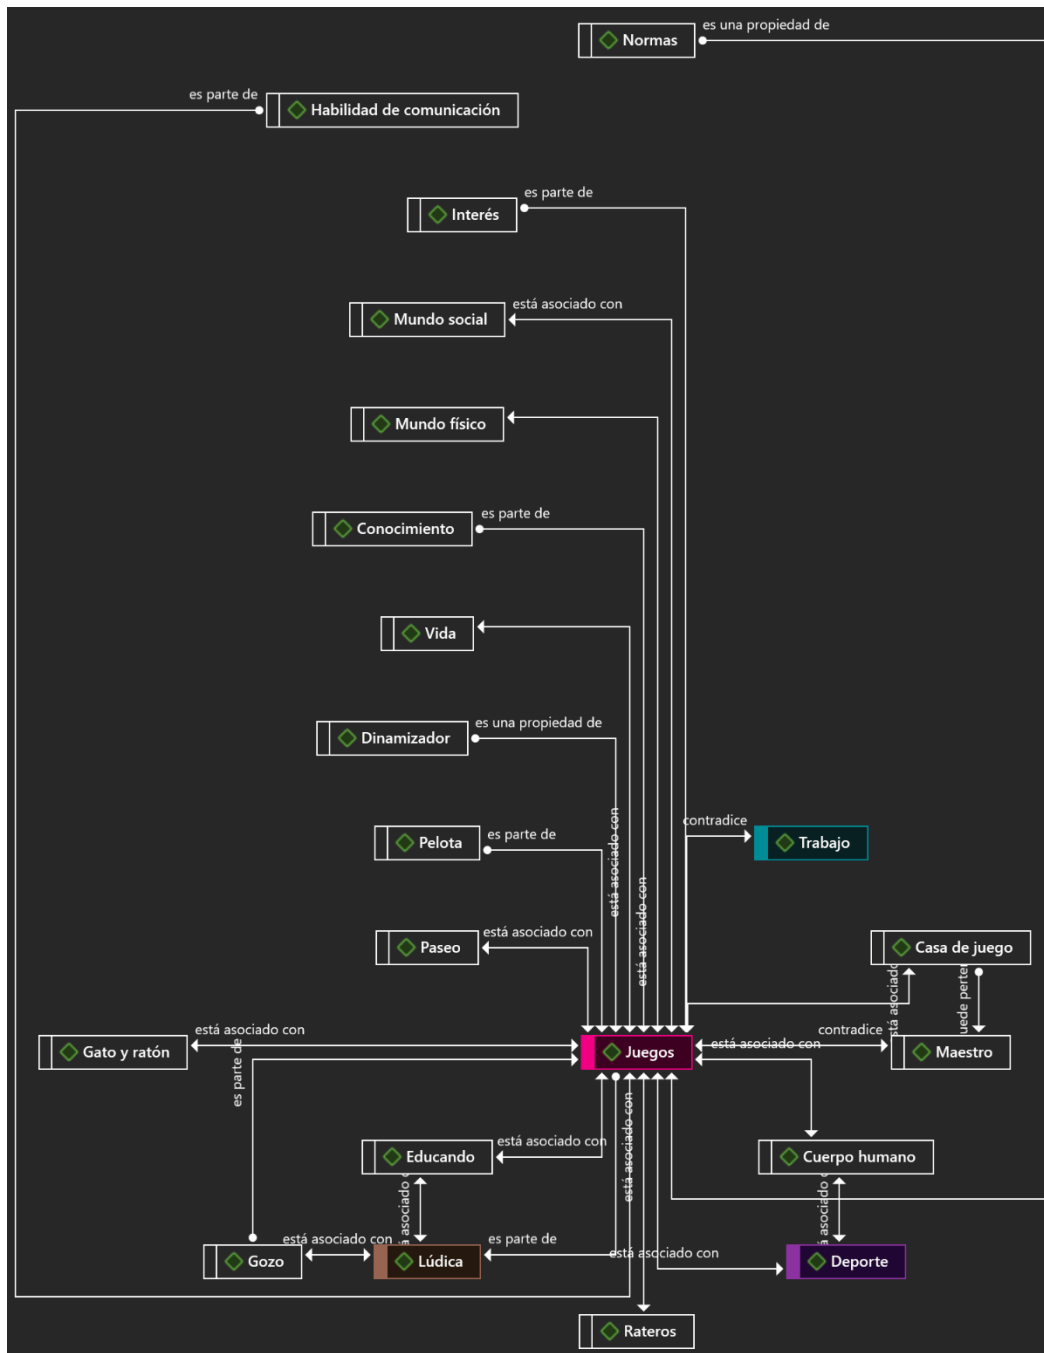 es una propiedad de
Normas
es parte de
Habilidad de comunicación
es parte de
Interés
está asociado con
Mundo social
Mundo físico
es parte de
Conocimiento
Vida
es una propiedad de
Dinamizador
está asociado con
contradice
es parte de
Pelota
Trabajo
está asociado con
está asociado con
Paseo
Casa de juego
está asociado con
Gato y ratón
es parte de
Juegos
contradice
está asociado con
Maestro
está asociado con
está asociado con
Educando
Cuerpo humano
está asociado con
Gozo
Lúdica
es parte de
está asociado con
Deporte
Rateros